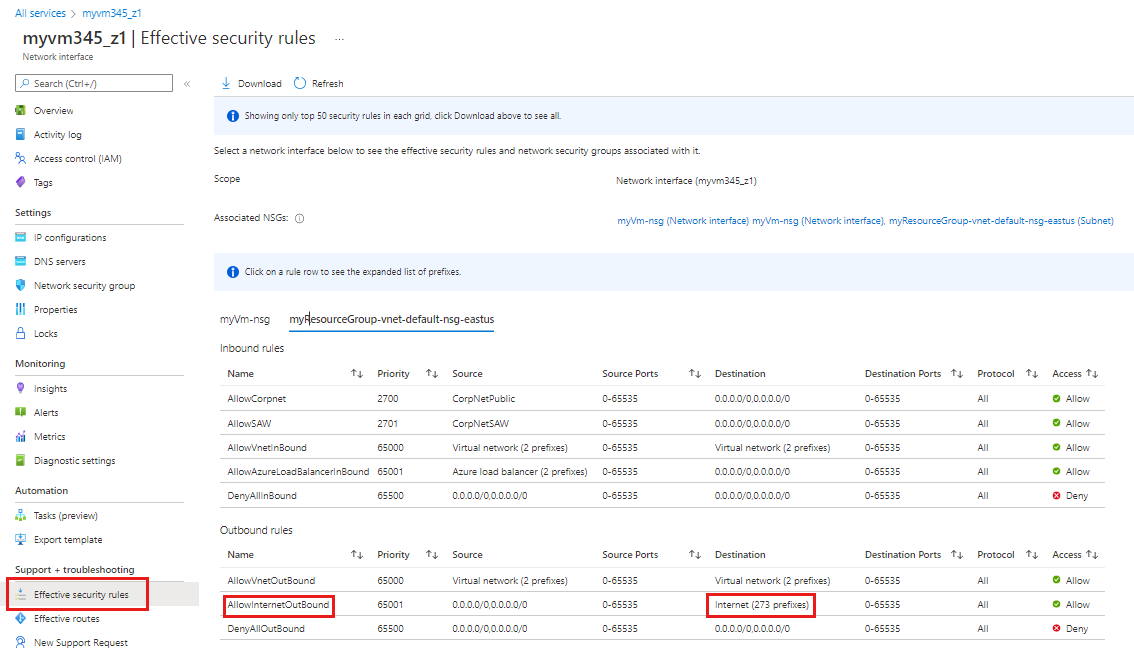 All services > myvm345_z1
myvm345_z1 | Effective security rules ...
Network interface
Search (Ctrl+/) «
Overview
Activity log
Access control (IAM)
Tags
Settings
IP configurations
DNS servers
Network security group
Properties
Locks
Monitoring
Insights
Alerts
Metrics
Diagnostic settings
Automation
Tasks (preview)
Export template
Support + troubleshooting
Effective security rules
Effective routes
New Support Request
Download Refresh
Showing only top 50 security rules in each grid, click Download above to see all.
Select a network interface below to see the effective security rules and network security groups associated with it.
Scope Network interface (myvm345_z1)
Associated NSGs: myVm-nsg (Network interface) myVm-nsg (Network interface), myResourceGroup-vnet-default-nsg-eastus (Subnet)
Click on a rule row to see the expanded list of prefixes.
myVm-nsg myResourceGroup-vnet-default-nsg-eastus
Inbound rules
Name Priority Source Source Ports Destination Destination Ports Protocol Access
AllowCorpnet 2700 CorpNetPublic 0-65535 0.0.0.0/0,0.0.0.0/0 0-65535 All Allow
AllowSAW 2701 CorpNetSAW 0-65535 0.0.0.0/0,0.0.0.0/0 0-65535 All Allow
AllowVnetInBound 65000 Virtual network (2 prefixes) 0-65535 Virtual network (2 prefixes) 0-65535 All Allow
AllowAzureLoadBalancerInBound 65001 Azure load balancer (2 prefixes) 0-65535 0.0.0.0/0,0.0.0.0/0 0-65535 All Allow
DenyAllInBound 65500 0.0.0.0/0,0.0.0.0/0 0-65535 0.0.0.0/0,0.0.0.0/0 0-65535 All Deny
Outbound rules
Name Priority Source Source Ports Destination Destination Ports Protocol Access
AllowVnetOutBound 65000 Virtual network (2 prefixes) 0-65535 Virtual network (2 prefixes) 0-65535 All Allow
AllowInternetOutBound 65001 0.0.0.0/0,0.0.0.0/0 0-65535 Internet (273 prefixes) 0-65535 All Allow
DenyAllOutBound 65500 0.0.0.0/0,0.0.0.0/0 0-65535 0.0.0.0/0,0.0.0.0/0 0-65535 All Deny